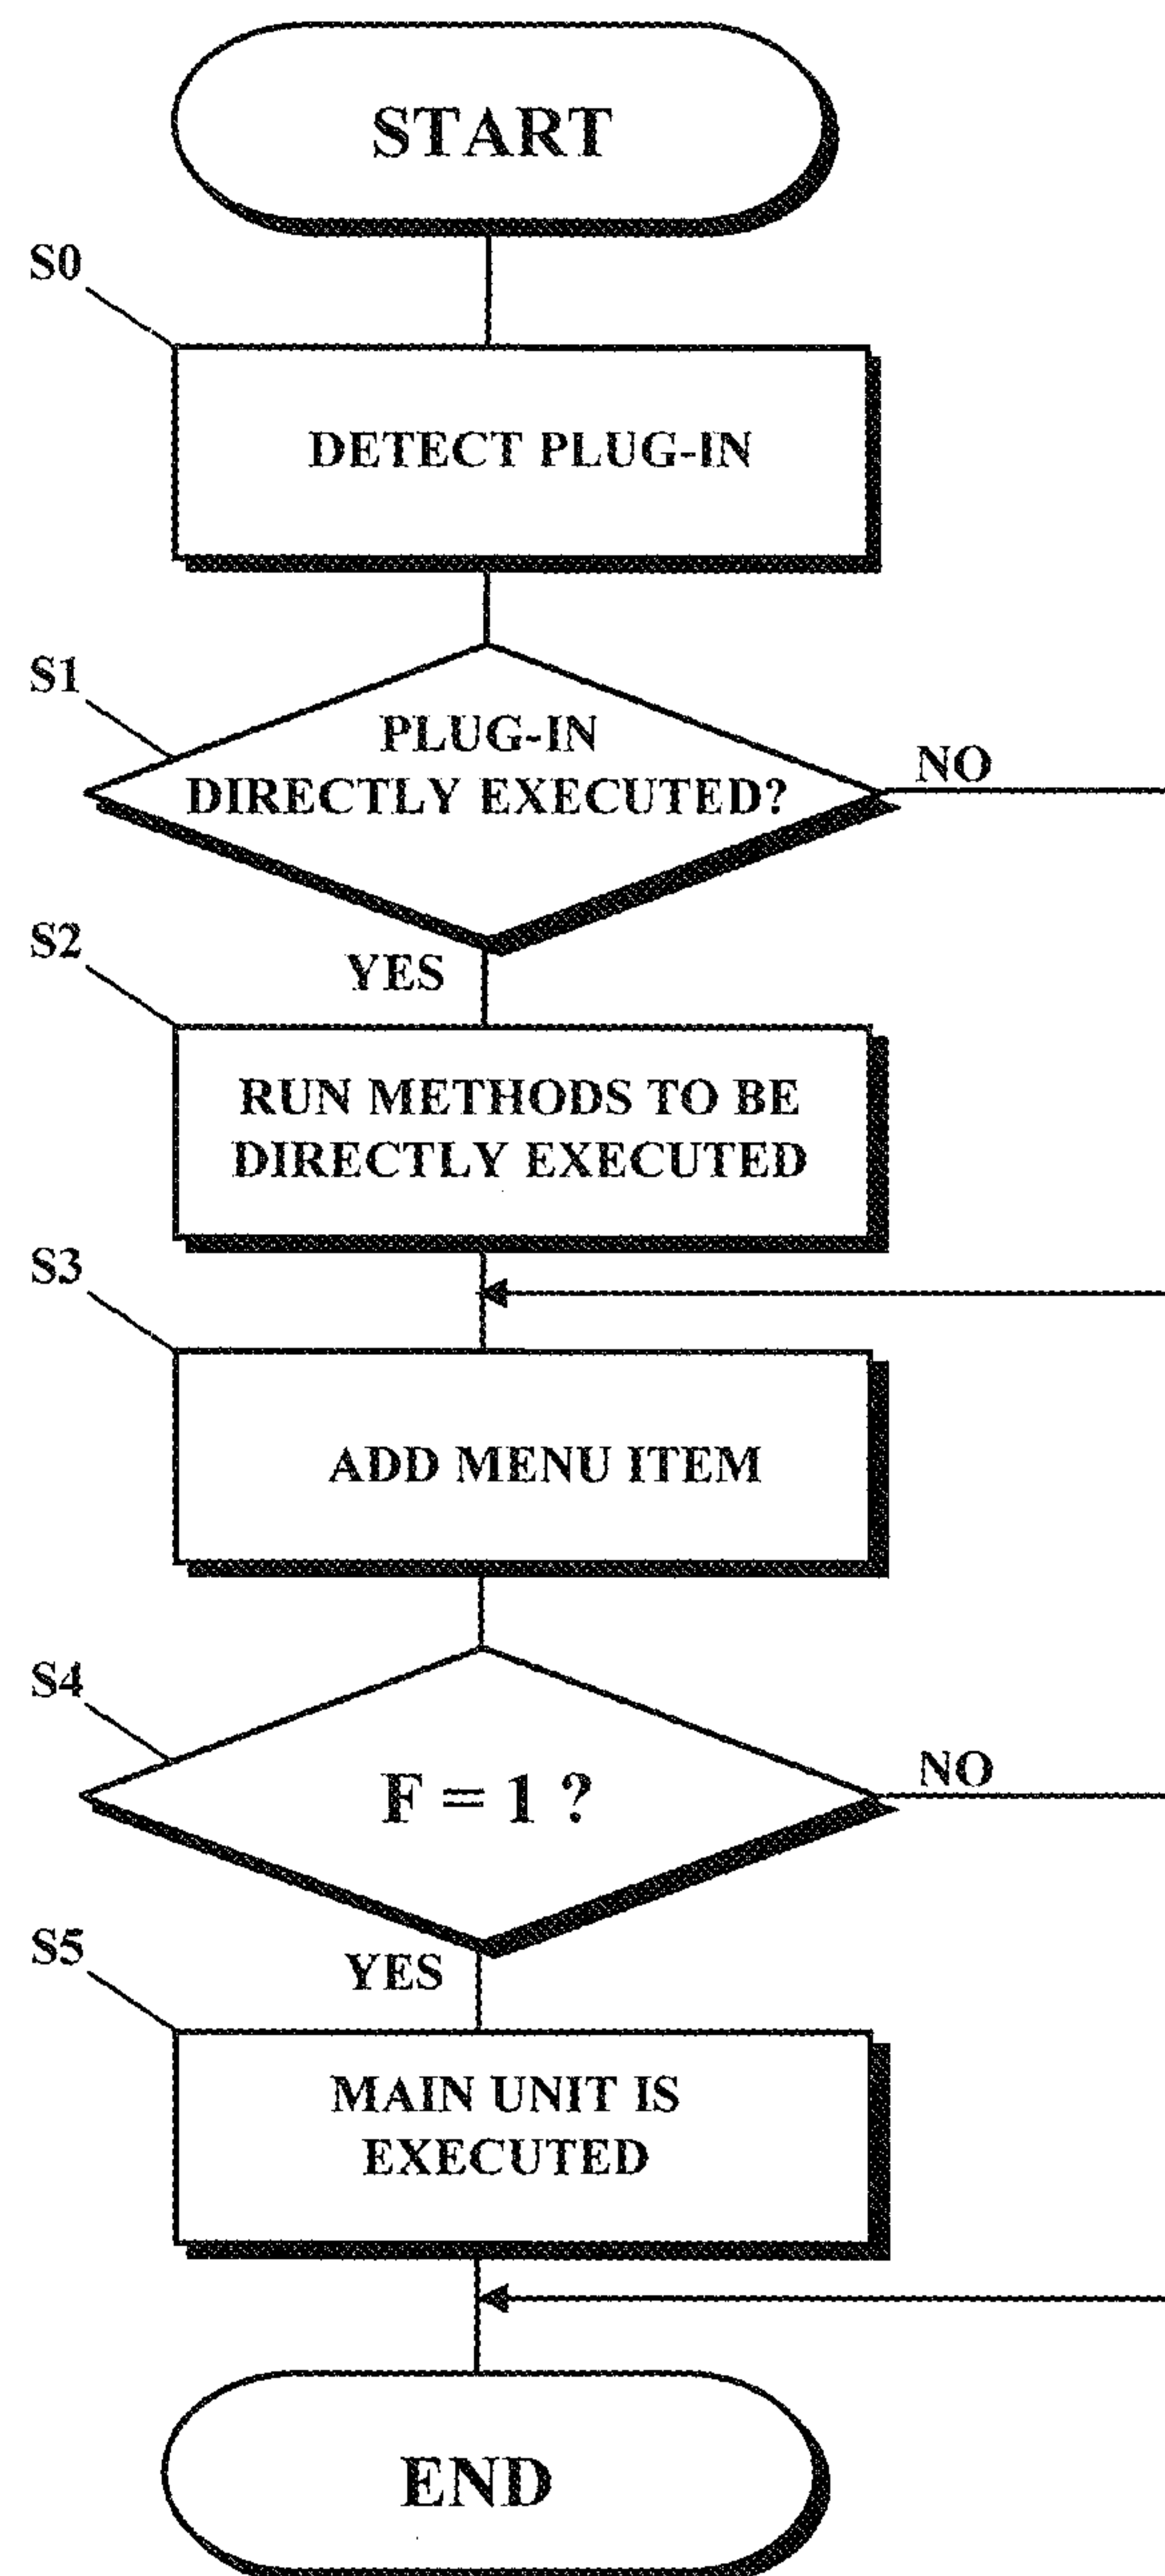 START
S0
DETECT PLUG-IN
S1
PLUG-IN
DIRECTLY EXECUTED?
NO
YES
S2
RUN METHODS TO BE
DIRECTLY EXECUTED
S3
ADD MENU ITEM
S4
F = 1 ?
NO
YES
S5
MAIN UNIT IS
EXECUTED
END